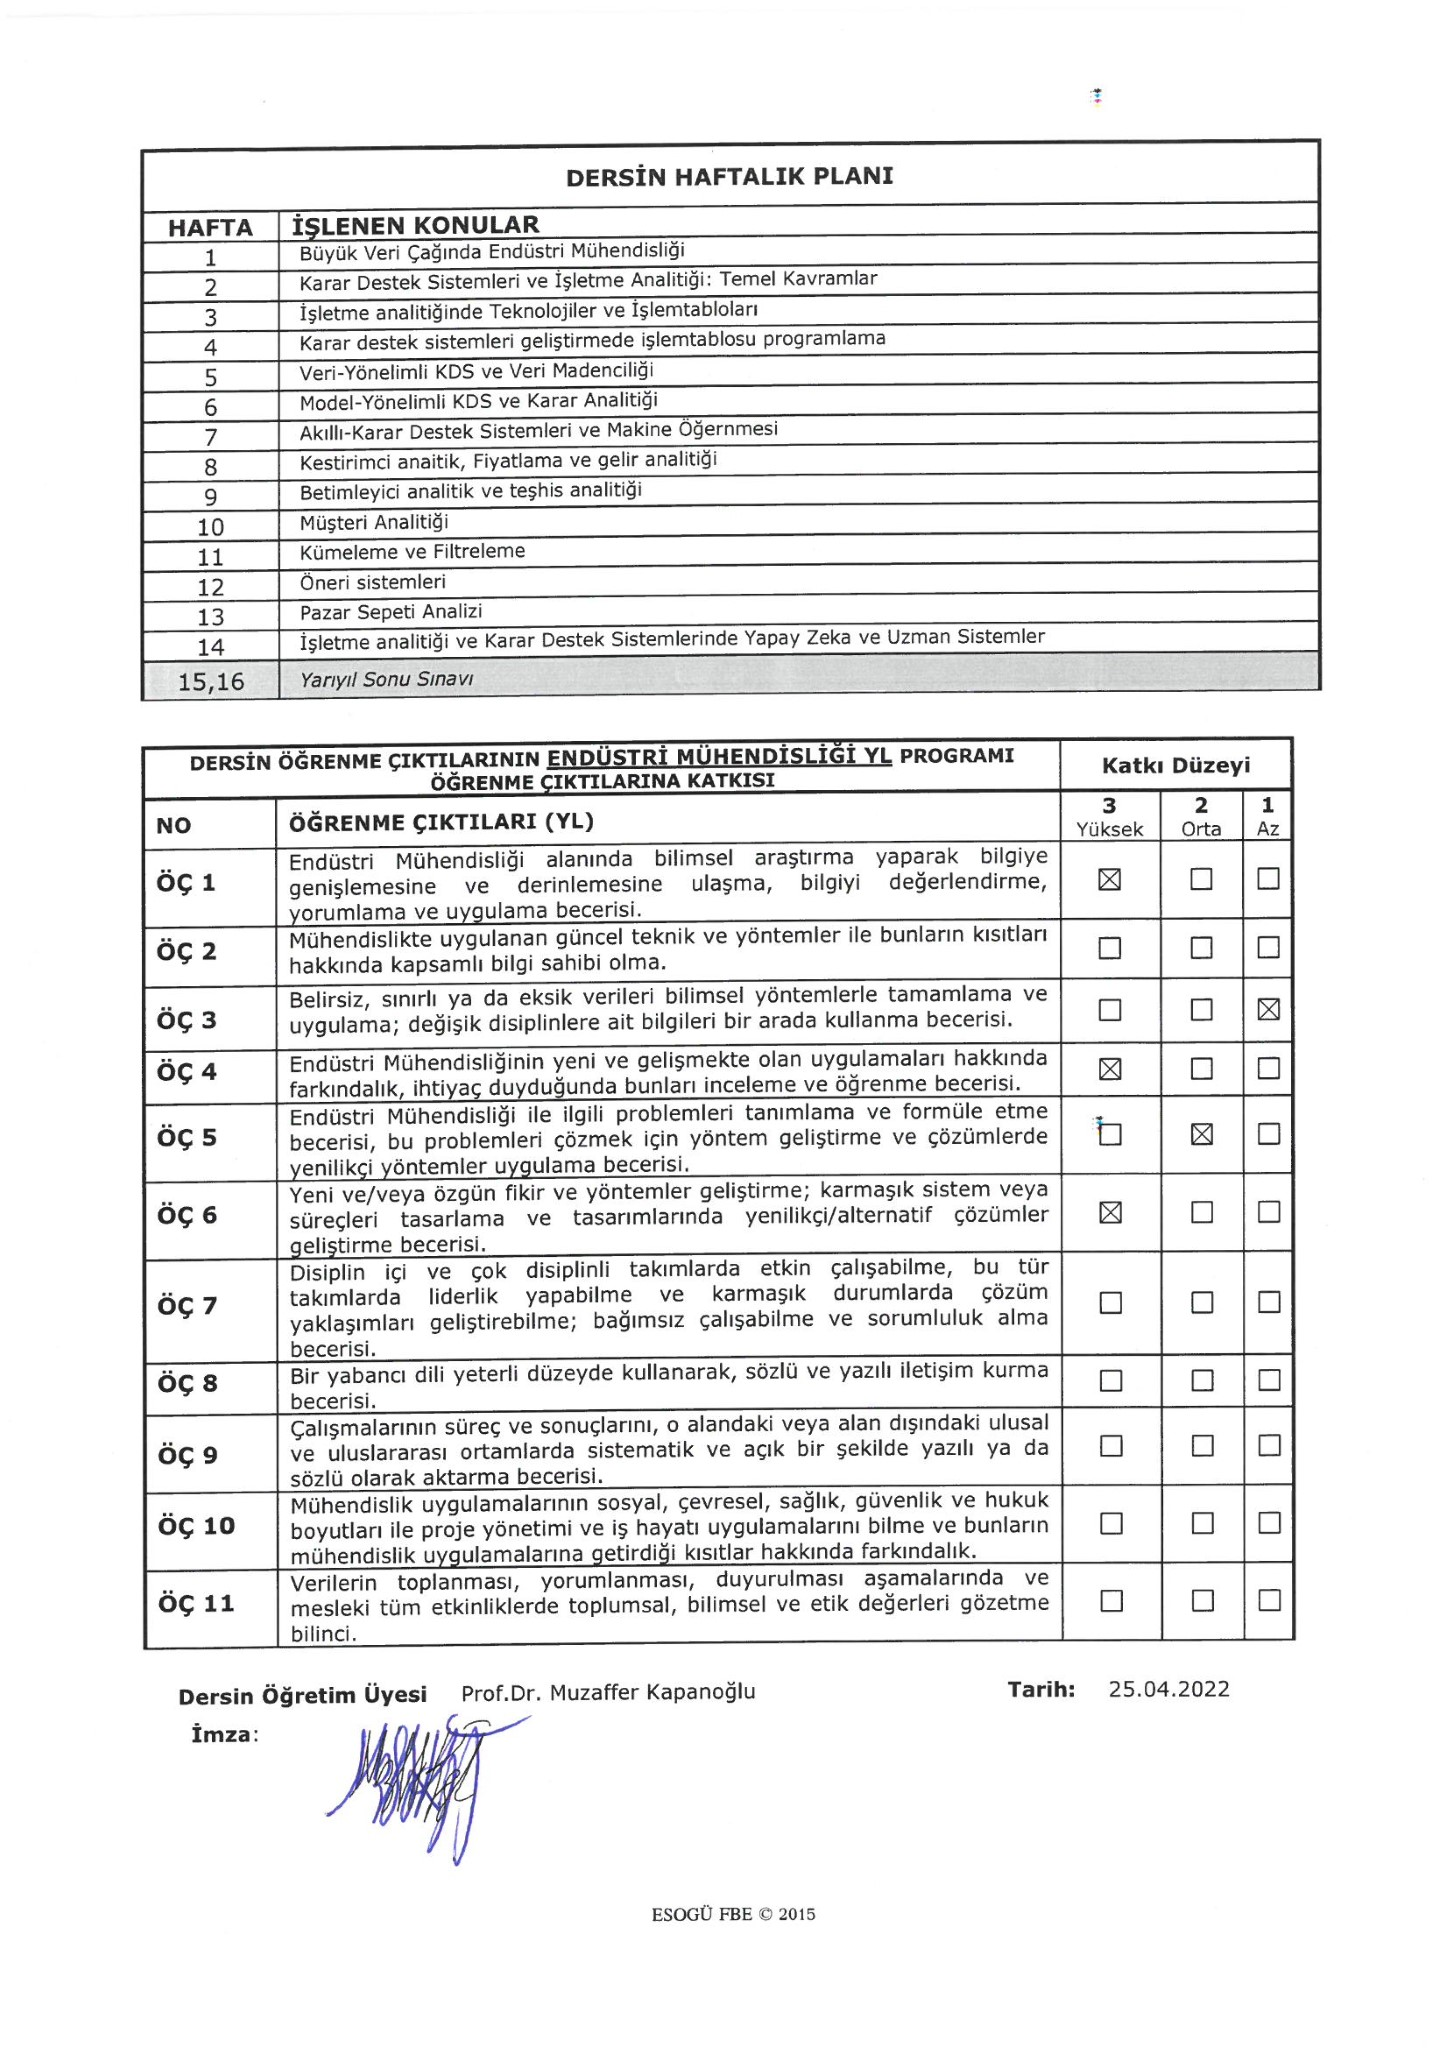 DERSİN HAFTALIK PLANI
HAFTA İŞLENEN KONULAR
1 Büyük Veri Çağında Endüstri Mühendisliği
2 Karar Destek Sistemleri ve İşletme Analitiği: Temel Kavramlar
3 İşletme analitiğinde Teknolojiler ve İşlemtabloları
4 Karar destek sistemleri geliştirmede işlemtablosu programlama
5 Veri-Yönelimli KDS ve Veri Madenciliği
6 Model-Yönelimli KDS ve Karar Analitiği
7 Akıllı-Karar Destek Sistemleri ve Makine Öğernmesi
8 Kestirimci anaitik, Fiyatlama ve gelir analitiği
9 Betimleyici analitik ve teşhis analitiği
10 Müşteri Analitiği
11 Kümeleme ve Filtreleme
12 Öneri sistemleri
13 Pazar Sepeti Analizi
14 İşletme analitiği ve Karar Destek Sistemlerinde Yapay Zeka ve Uzman Sistemler
15,16 Yarıyıl Sonu Sınavı
DERSİN ÖĞRENME ÇIKTILARININ ENDÜSTRİ MÜHENDİSLİĞİ YL PROGRAMI
ÖĞRENME ÇIKTILARINA KATKISI
Katkı Düzeyi
NO ÖĞRENME ÇIKTILARI (YL)
3 2 1
Yüksek Orta Az
ÖÇ 1
Endüstri Mühendisliği alanında bilimsel araştırma yaparak bilgiye
genişlemesine ve derinlemesine ulaşma, bilgiyi değerlendirme,
yorumlama ve uygulama becerisi.
ÖÇ 2
Mühendislikte uygulanan güncel teknik ve yöntemler ile bunların kısıtları
hakkında kapsamlı bilgi sahibi olma.
ÖÇ 3
Belirsiz, sınırlı ya da eksik verileri bilimsel yöntemlerle tamamlama ve
uygulama; değişik disiplinlere ait bilgileri bir arada kullanma becerisi.
ÖÇ 4
Endüstri Mühendisliğinin yeni ve gelişmekte olan uygulamaları hakkında
farkındalık, ihtiyaç duyduğunda bunları inceleme ve öğrenme becerisi.
ÖÇ 5
Endüstri Mühendisliği ile ilgili problemleri tanımlama ve formüle etme
becerisi, bu problemleri çözmek için yöntem geliştirme ve çözümlerde
yenilikçi yöntemler uygulama becerisi.
ÖÇ 6
Yeni ve/veya özgün fikir ve yöntemler geliştirme; karmaşık sistem veya
süreçleri tasarlama ve tasarımlarında yenilikçi/alternatif çözümler
geliştirme becerisi.
ÖÇ 7
Disiplin içi ve çok disiplinli takımlarda etkin çalışabilme, bu tür
takımlarda liderlik yapabilme ve karmaşık durumlarda çözüm
yaklaşımları geliştirebilme; bağımsız çalışabilme ve sorumluluk alma
becerisi.
ÖÇ 8
Bir yabancı dili yeterli düzeyde kullanarak, sözlü ve yazılı iletişim kurma
becerisi.
ÖÇ 9
Çalışmalarının süreç ve sonuçlarını, o alandaki veya alan dışındaki ulusal
ve uluslararası ortamlarda sistematik ve açık bir şekilde yazılı ya da
sözlü olarak aktarma becerisi.
ÖÇ 10
Mühendislik uygulamalarının sosyal, çevresel, sağlık, güvenlik ve hukuk
boyutları ile proje yönetimi ve iş hayatı uygulamalarını bilme ve bunların
mühendislik uygulamalarına getirdiği kısıtlar hakkında farkındalık.
ÖÇ 11
Verilerin toplanması, yorumlanması, duyurulması aşamalarında ve
mesleki tüm etkinliklerde toplumsal, bilimsel ve etik değerleri gözetme
bilinci.
Dersin Öğretim Üyesi Prof.Dr. Muzaffer Kapanoğlu Tarih: 25.04.2022
İmza:
ESOGÜ FBE © 2015